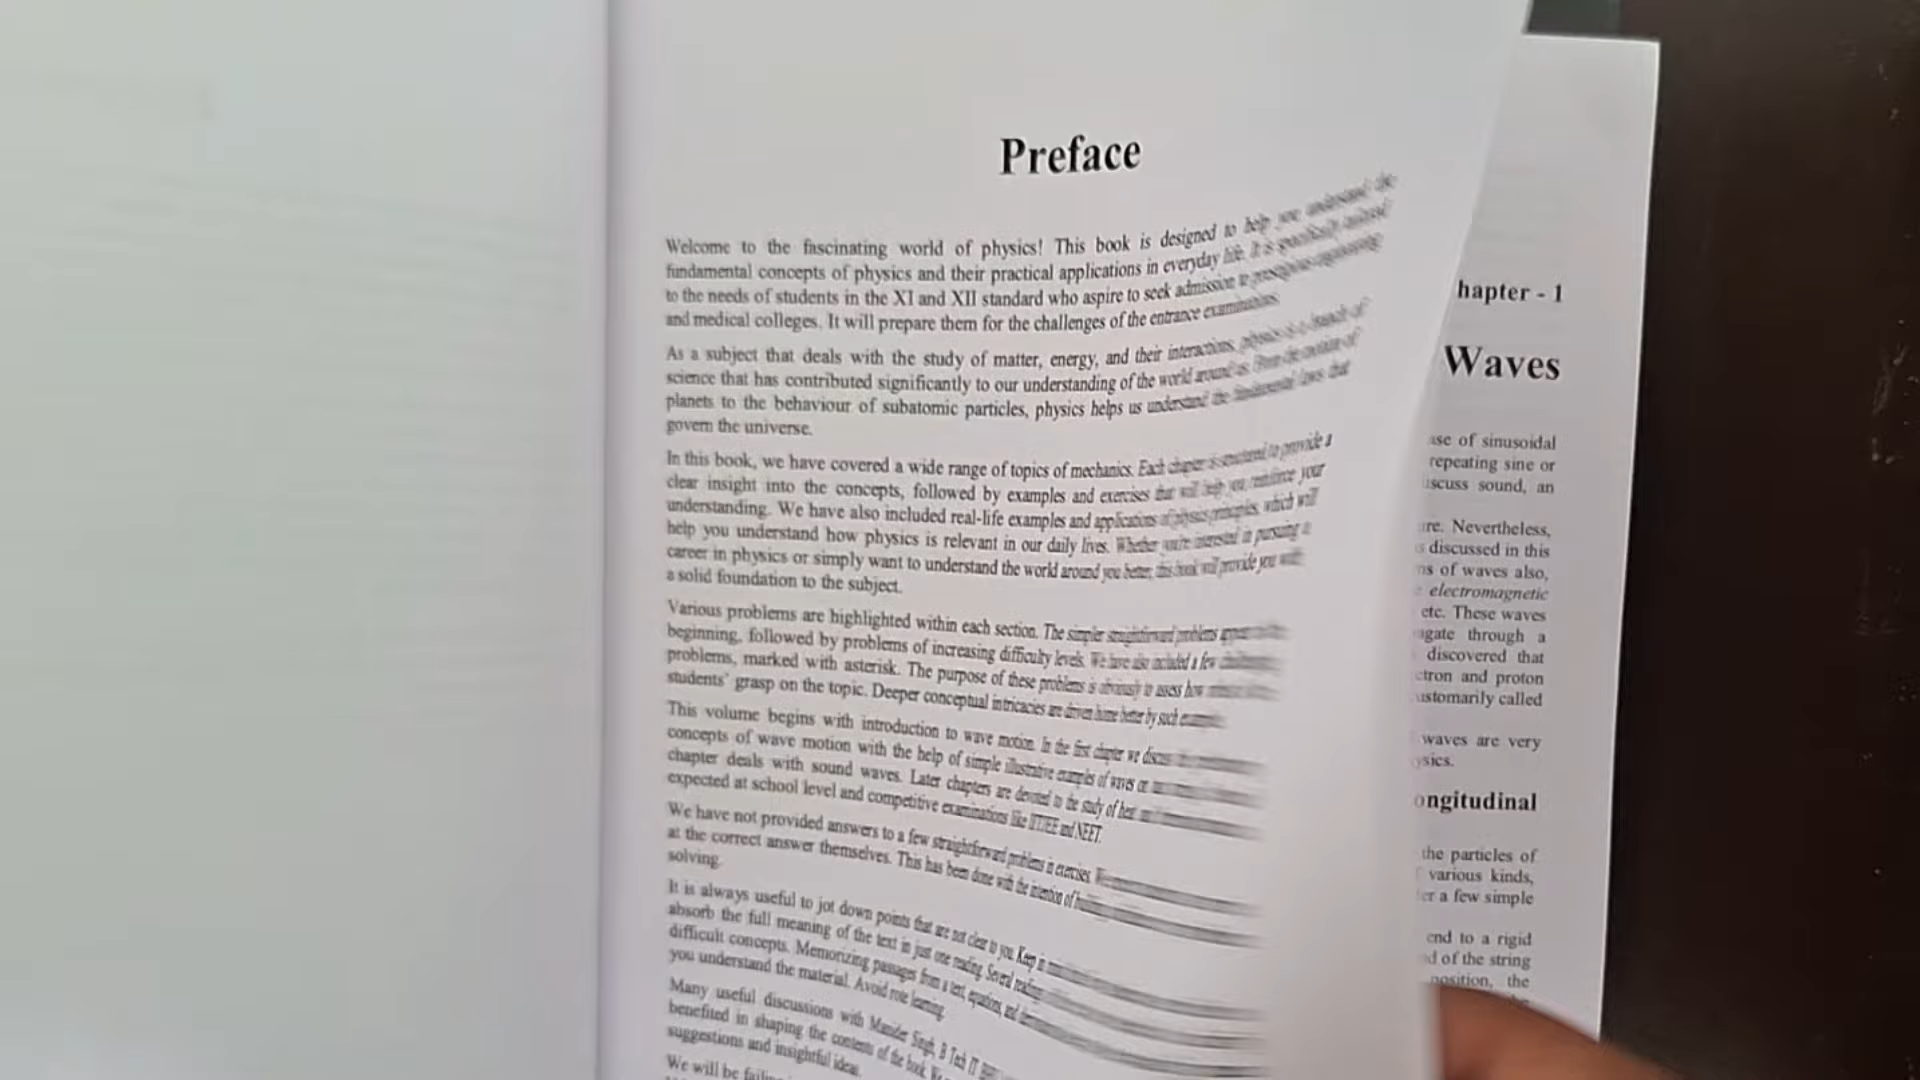 Preface
Welcome to the fascinating world of physics! This book is designed to help you understand the
fundamental concepts of physics and their practical applications in everyday life. It is specifically tailored
to the needs of students in the XI and XII standard who aspire to seek admission to prestigious engineering
and medical colleges. It will prepare them for the challenges of the entrance examinations.
As a subject that deals with the study of matter, energy, and their interactions, physics is a branch of
science that has contributed significantly to our understanding of the world around us. From the motion of
planets to the behaviour of subatomic particles, physics helps us understand the fundamental laws that
govern the universe.
In this book, we have covered a wide range of topics of mechanics. Each chapter is structured to provide a
clear insight into the concepts, followed by examples and exercises that will help you reinforce your
understanding. We have also included real-life examples and applications of physics principles, which will
help you understand how physics is relevant in our daily lives. Whether you're interested in pursuing a
career in physics or simply want to understand the world around you better, this book will provide you with
a solid foundation to the subject.
Various problems are highlighted within each section. The simpler straightforward problems appear
beginning, followed by problems of increasing difficulty levels. We have also included a few
problems, marked with asterisk. The purpose of these problems is obviously to assess how
students' grasp on the topic. Deeper conceptual intricacies are driven home better by such examples.
This volume begins with introduction to wave motion. In the first chapter we discuss
concepts of wave motion with the help of simple illustrative examples of waves on
chapter deals with sound waves. Later chapters are devoted to the study of heat
expected at school level and competitive examinations like IITJEE and NEET.
We have not provided answers to a few straightforward problems in exercises.
at the correct answer themselves. This has been done with the intention of
solving.
It is always useful to jot down points that are not clear to you. Keep
absorb the full meaning of the text in just one reading. Several
difficult concepts. Memorizing passages from a text, equations, and
you understand the material. Avoid rote learning.
Many useful discussions with Mander Singh, B Tech IT
benefited in shaping the contents of the book. We
suggestions and insightful ideas.
We will be
hapter - 1
Waves
ase of sinusoidal
repeating sine or
iscuss sound, an
ure. Nevertheless,
discussed in this
ns of waves also,
electromagnetic
etc. These waves
agate through a
discovered that
ctron and proton
ustomarily called
waves are very
ysics.
ongitudinal
the particles of
various kinds,
er a few simple
end to a rigid
d of the string
position, the